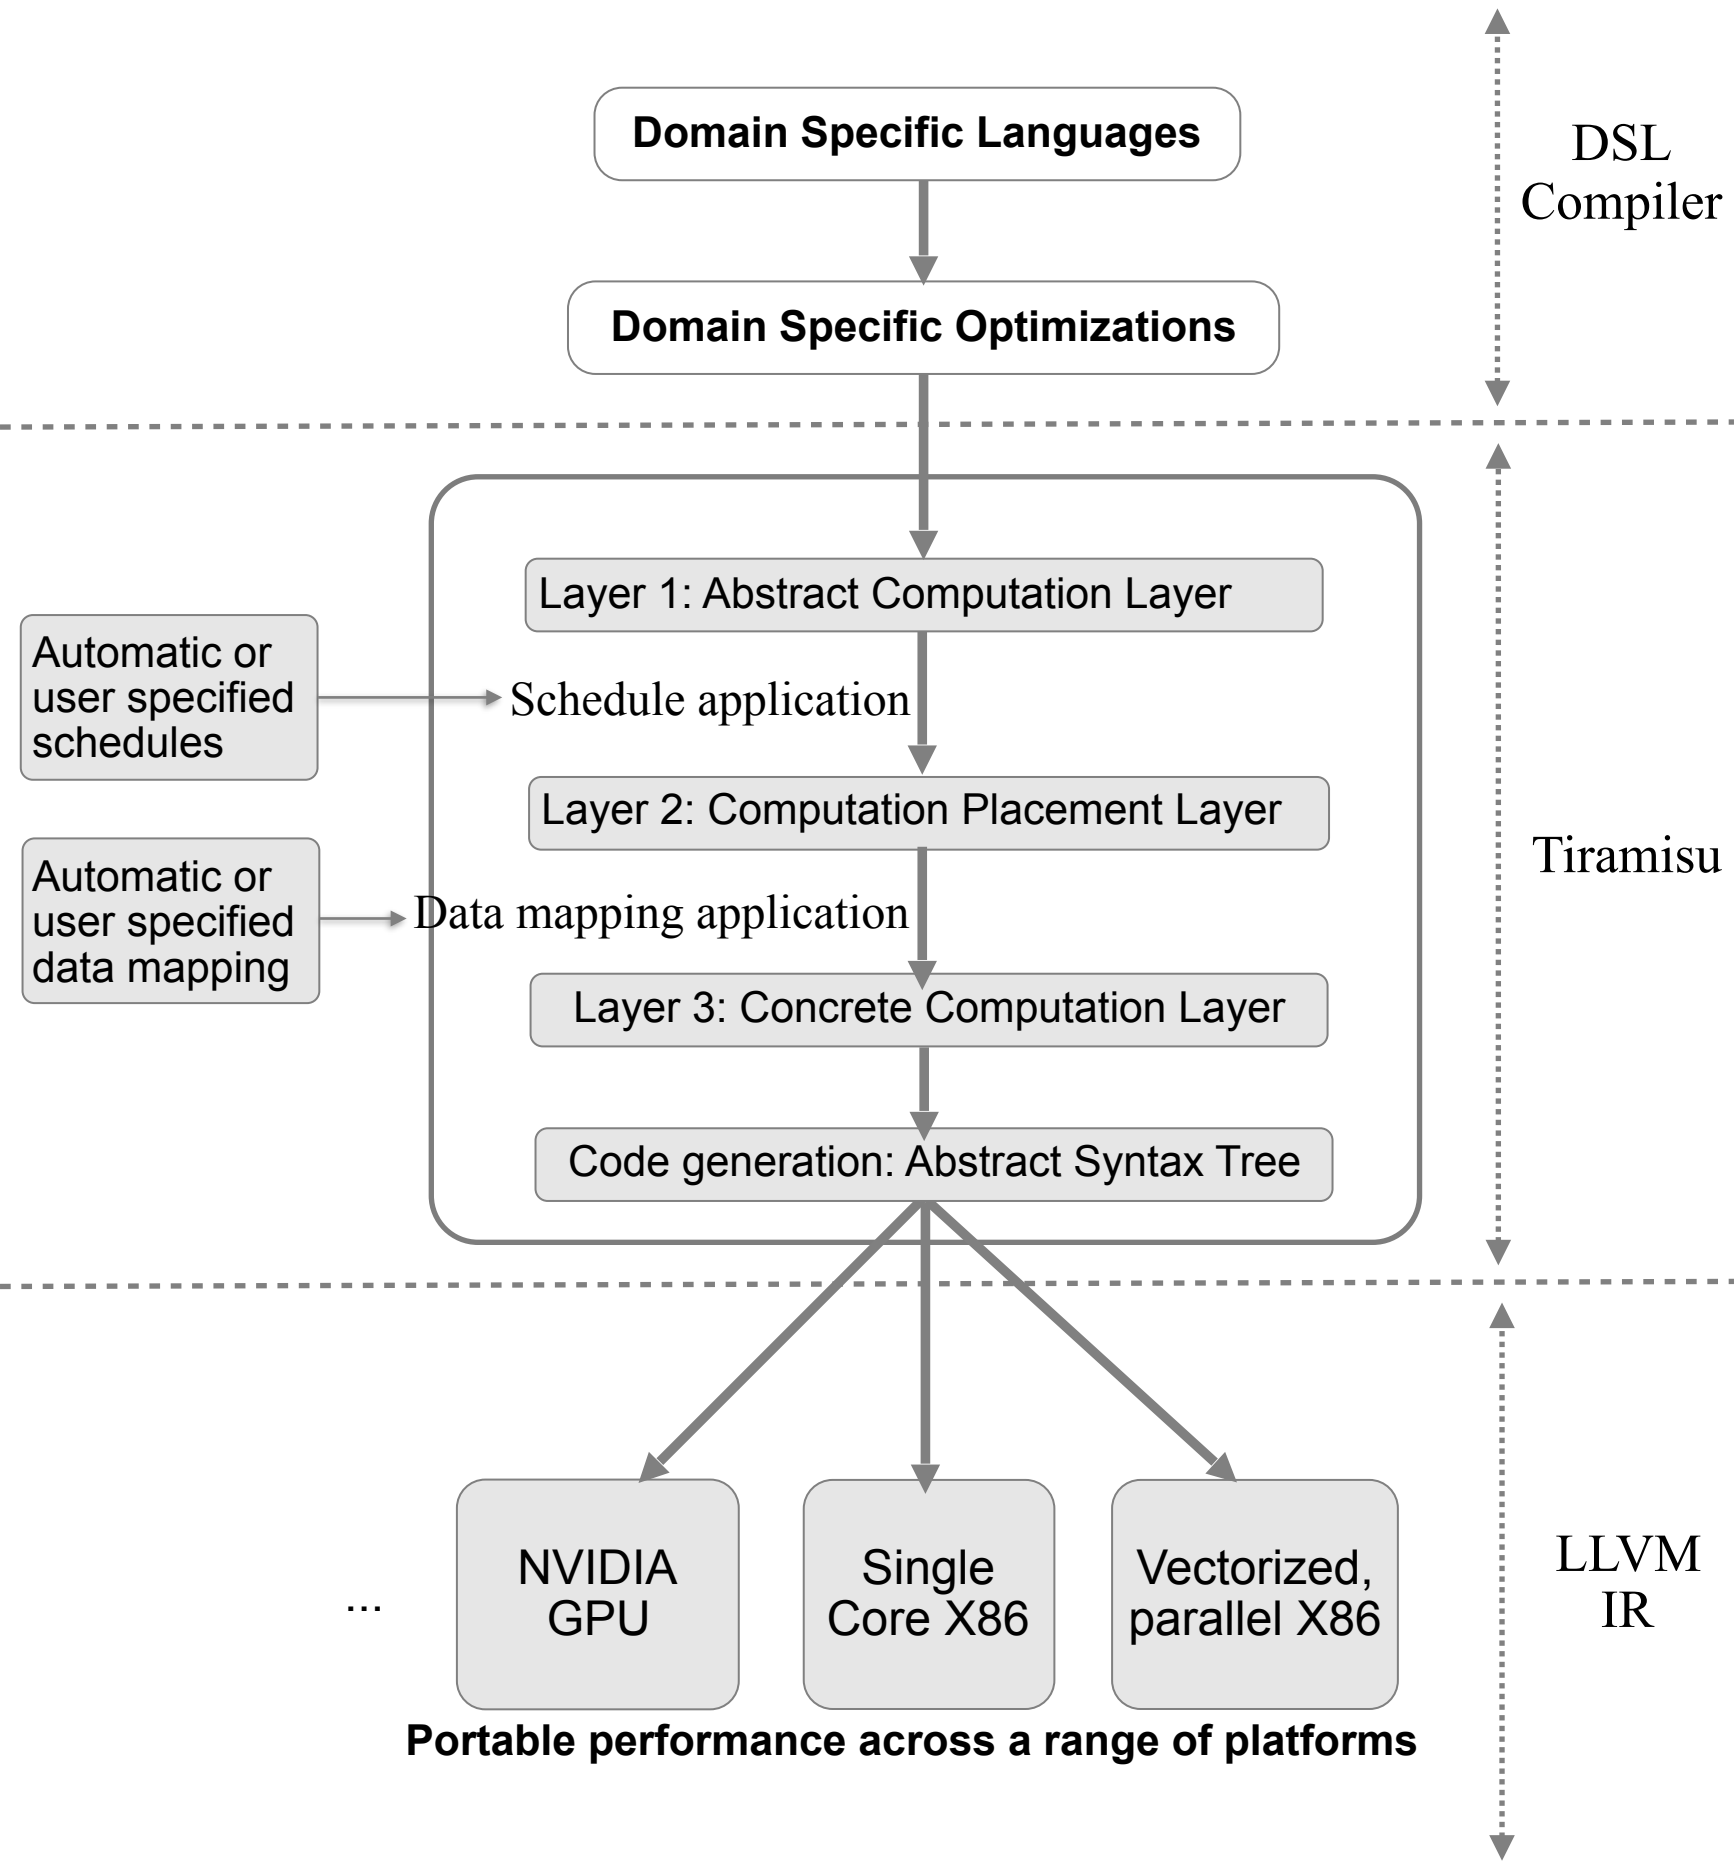 Domain Specific Languages
DSL
Compiler
Domain Specific Optimizations
Layer 1: Abstract Computation Layer
Automatic or
user specified
schedules
Schedule application
Layer 2: Computation Placement Layer
Tiramisu
Automatic or
user specified
data mapping
Data mapping application
Layer 3: Concrete Computation Layer
Code generation: Abstract Syntax Tree
...
NVIDIA
GPU
Single
Core X86
Vectorized,
parallel X86
LLVM
IR
Portable performance across a range of platforms